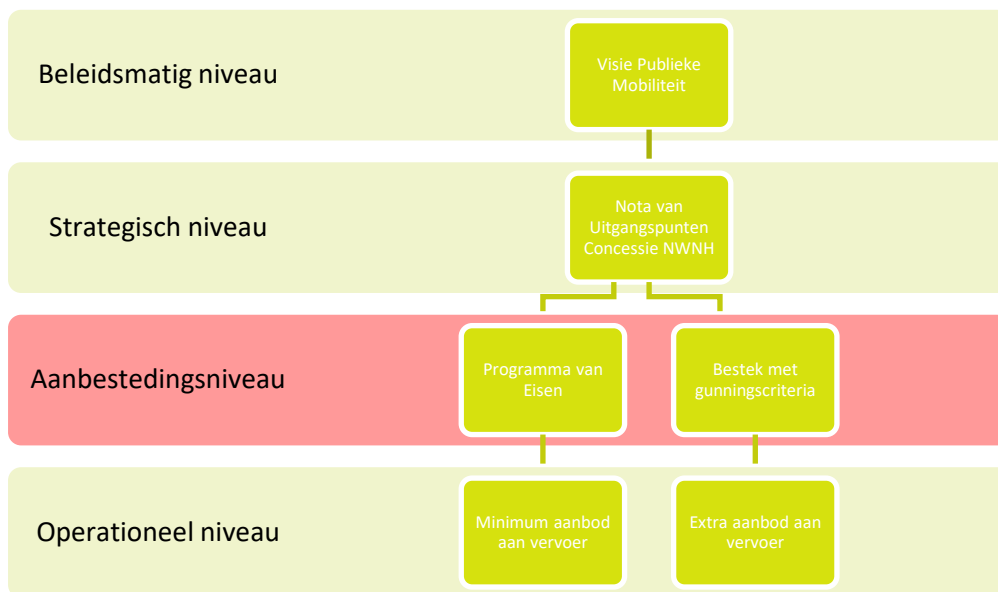 Beleidsmatig niveau
Visie Publieke
Mobiliteit
Strategisch niveau
Nota van
Uitgangspunten
Concessie NWNH
Aanbestedingsniveau
Programma van
Eisen
Bestek met
gunningscriteria
Operationeel niveau
Minimum aanbod
aan vervoer
Extra aanbod aan
vervoer